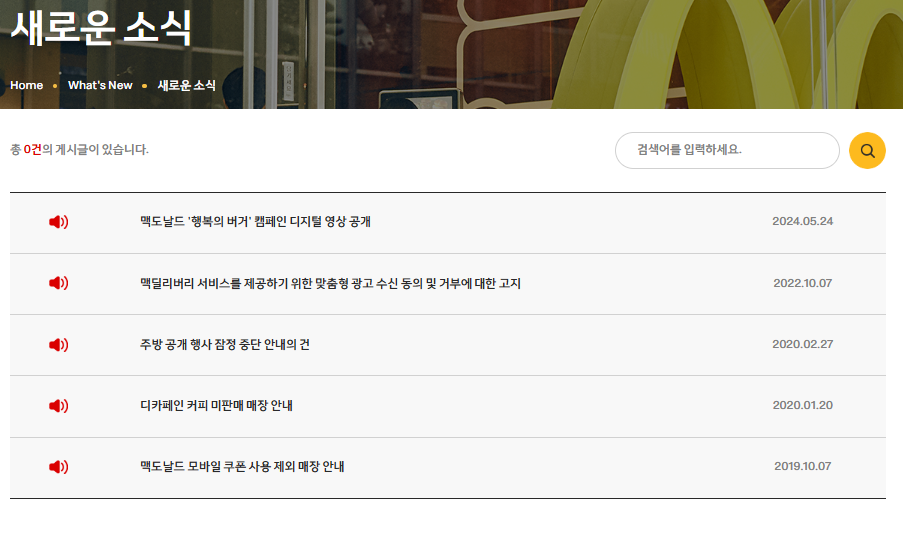 새로운 소식
Home • What's New • 새로운 소식
총 0건의 게시글이 있습니다.
검색어를 입력하세요.
맥도날드 '행복의 버거' 캠페인 디지털 영상 공개 2024.05.24
맥딜리버리 서비스를 제공하기 위한 맞춤형 광고 수신 동의 및 거부에 대한 고지 2022.10.07
주방 공개 행사 잠정 중단 안내의 건 2020.02.27
디카페인 커피 미판매 매장 안내 2020.01.20
맥도날드 모바일 쿠폰 사용 제외 매장 안내 2019.10.07